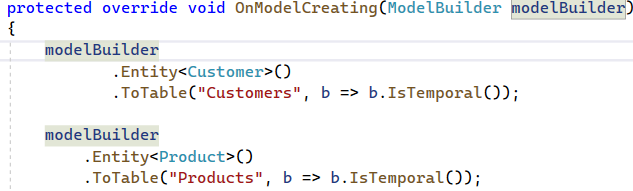 protected override void OnModelCreating(ModelBuilder modelBuilder)
{
    modelBuilder
            .Entity<Customer>()
            .ToTable("Customers", b => b.IsTemporal());

    modelBuilder
        .Entity<Product>()
        .ToTable("Products", b => b.IsTemporal());